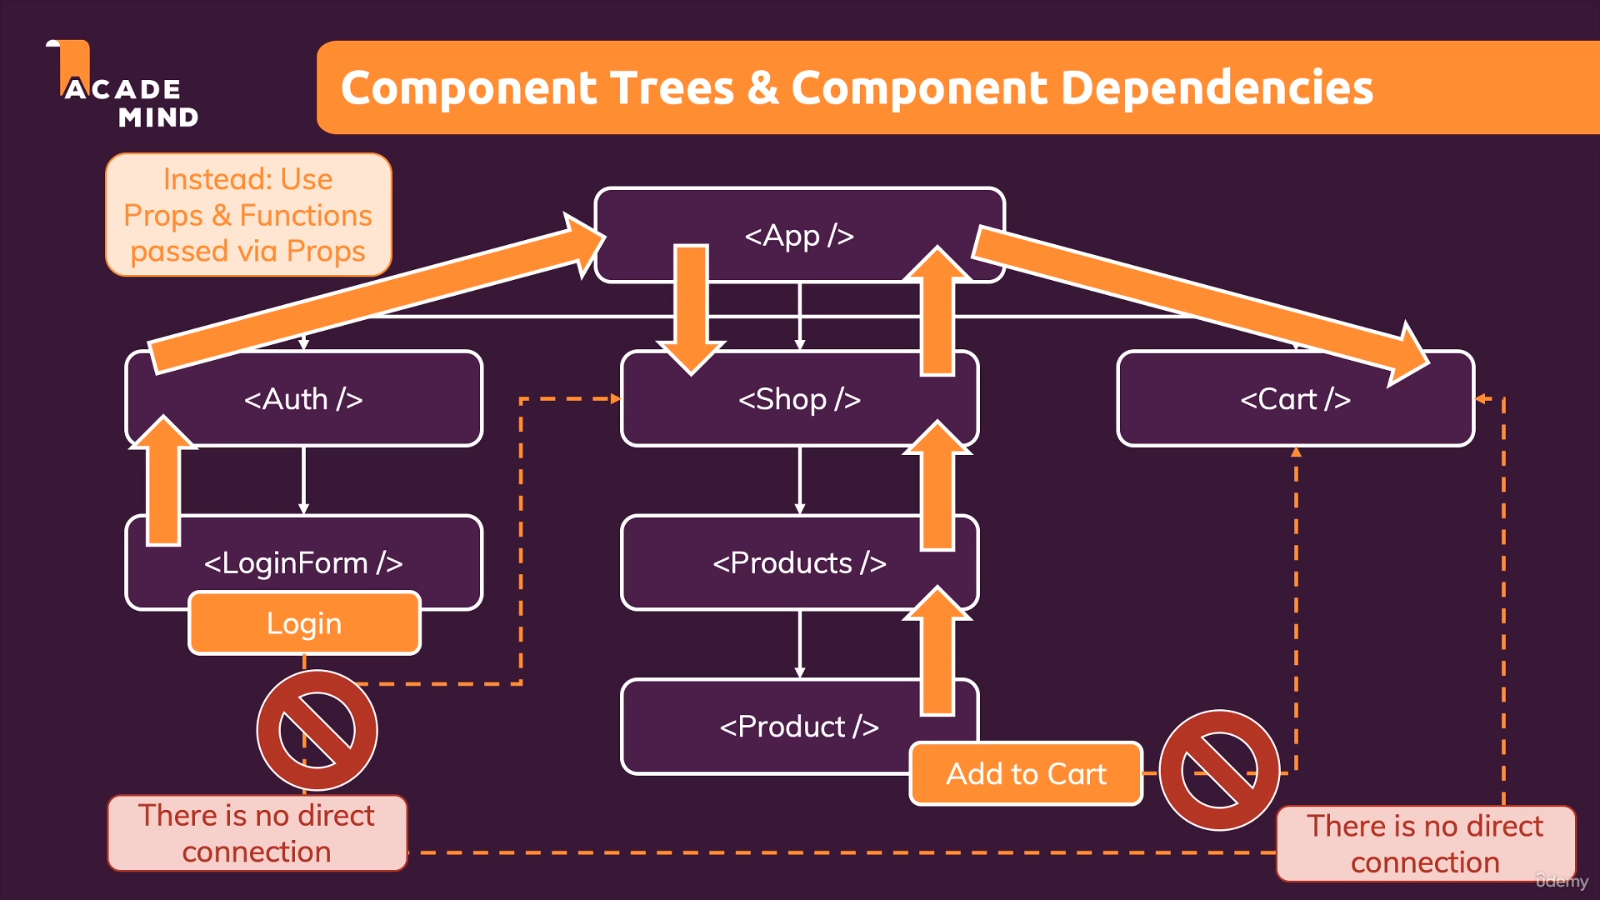 ACADE
MIND
Component Trees & Component Dependencies
Instead: Use
Props & Functions
passed via Props
<App />
<Auth />
<Shop />
<Cart />
<LoginForm />
<Products />
Login
<Product />
Add to Cart
There is no direct
connection
There is no direct
connection
ûdemy